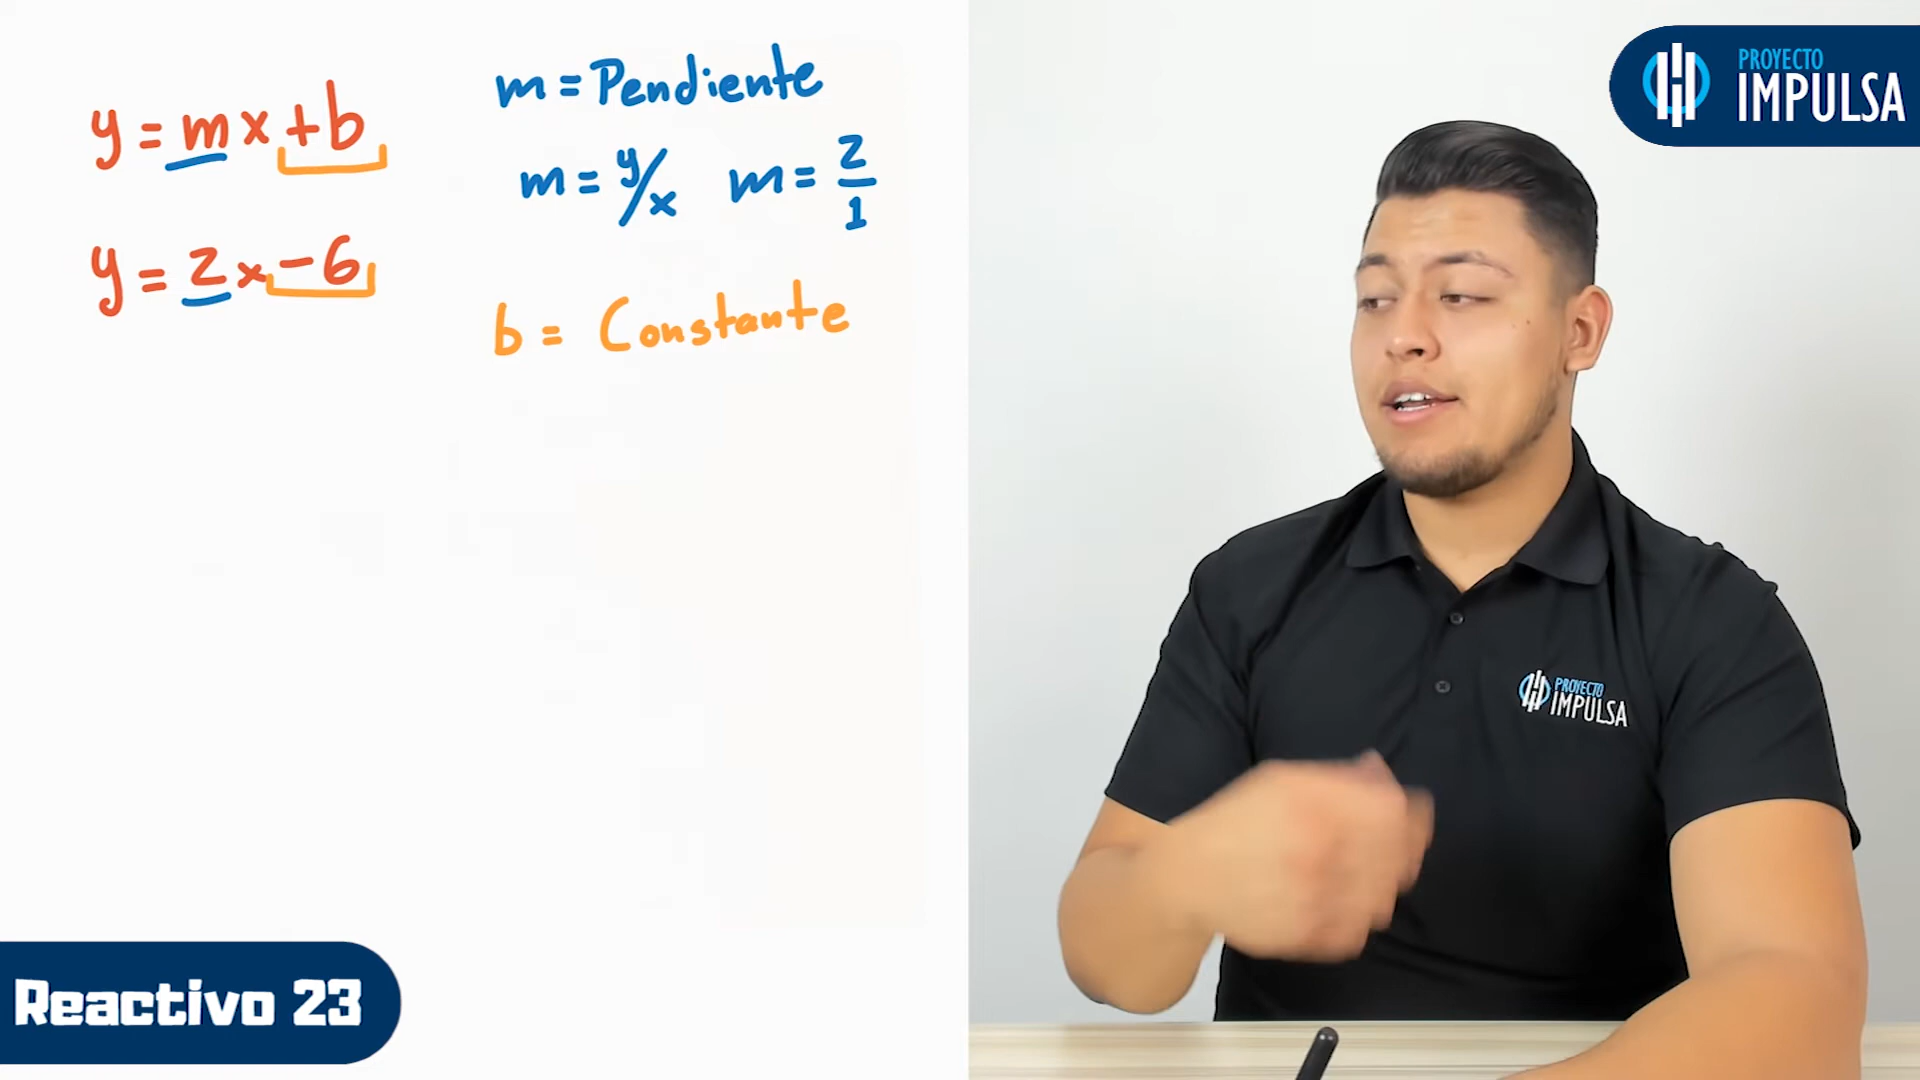 y = mx + b
y = 2x - 6
m = Pendiente
m = y/x   m = 2/1
b = Constante
PROYECTO
IMPULSA
PROYECTO
IMPULSA
Reactivo 23